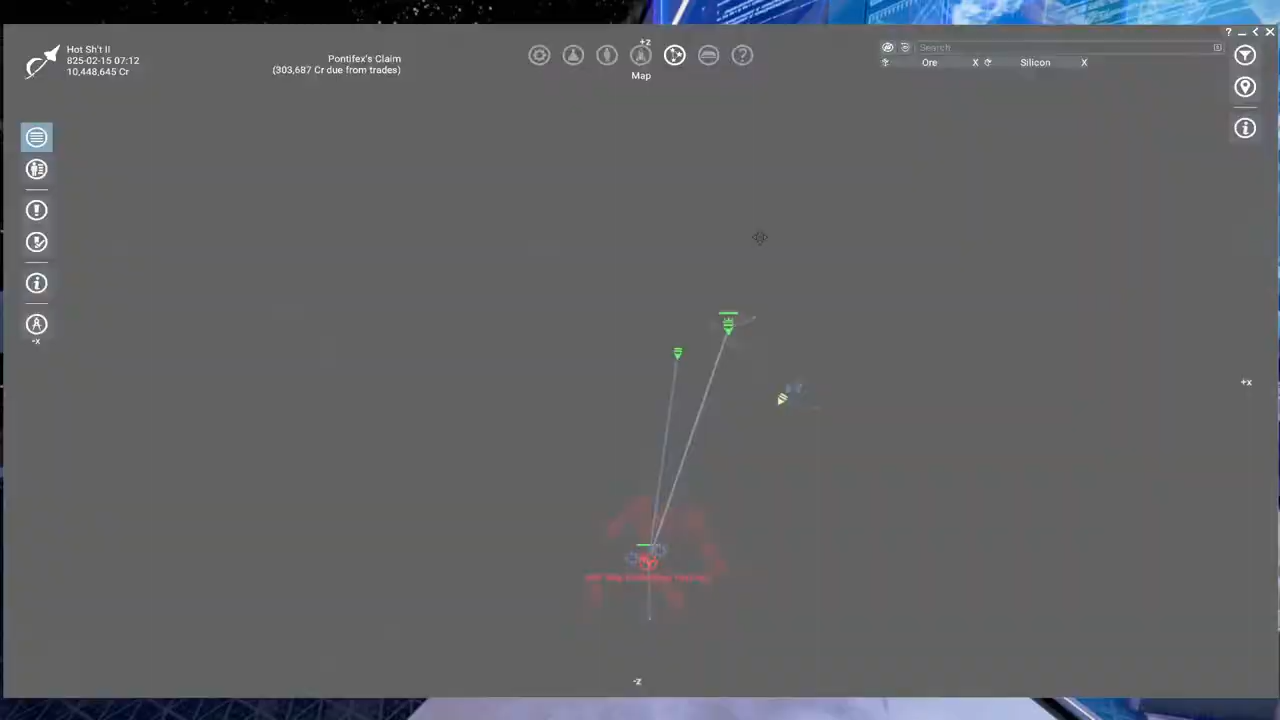 Hot Sh't II
825-02-15 07:12
10,448,645 Cr
Pontifex's Claim
(303,687 Cr due from trades)
+z
Map
Search
Ore X
Silicon X
-x
+x
-z